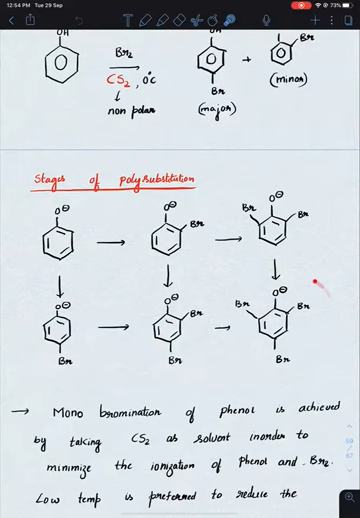 12:54 PM Tue 29 Sep
73%
OH
OH
Br2
Br
CS2 , 0°c
+
(minor)
non polar
Br
(major)
Stages of polysubstitution
O⊖
O⊖
Br
Br
O⊖
Br
O⊖
Br
O⊖
Br
Br
O⊖
Br
Br
Br
→ Mono bromination of phenol is achieved
by taking CS2 as solvent inorder to
minimize the ionization of Phenol and Br2.
Low temp is preferred to reduce the